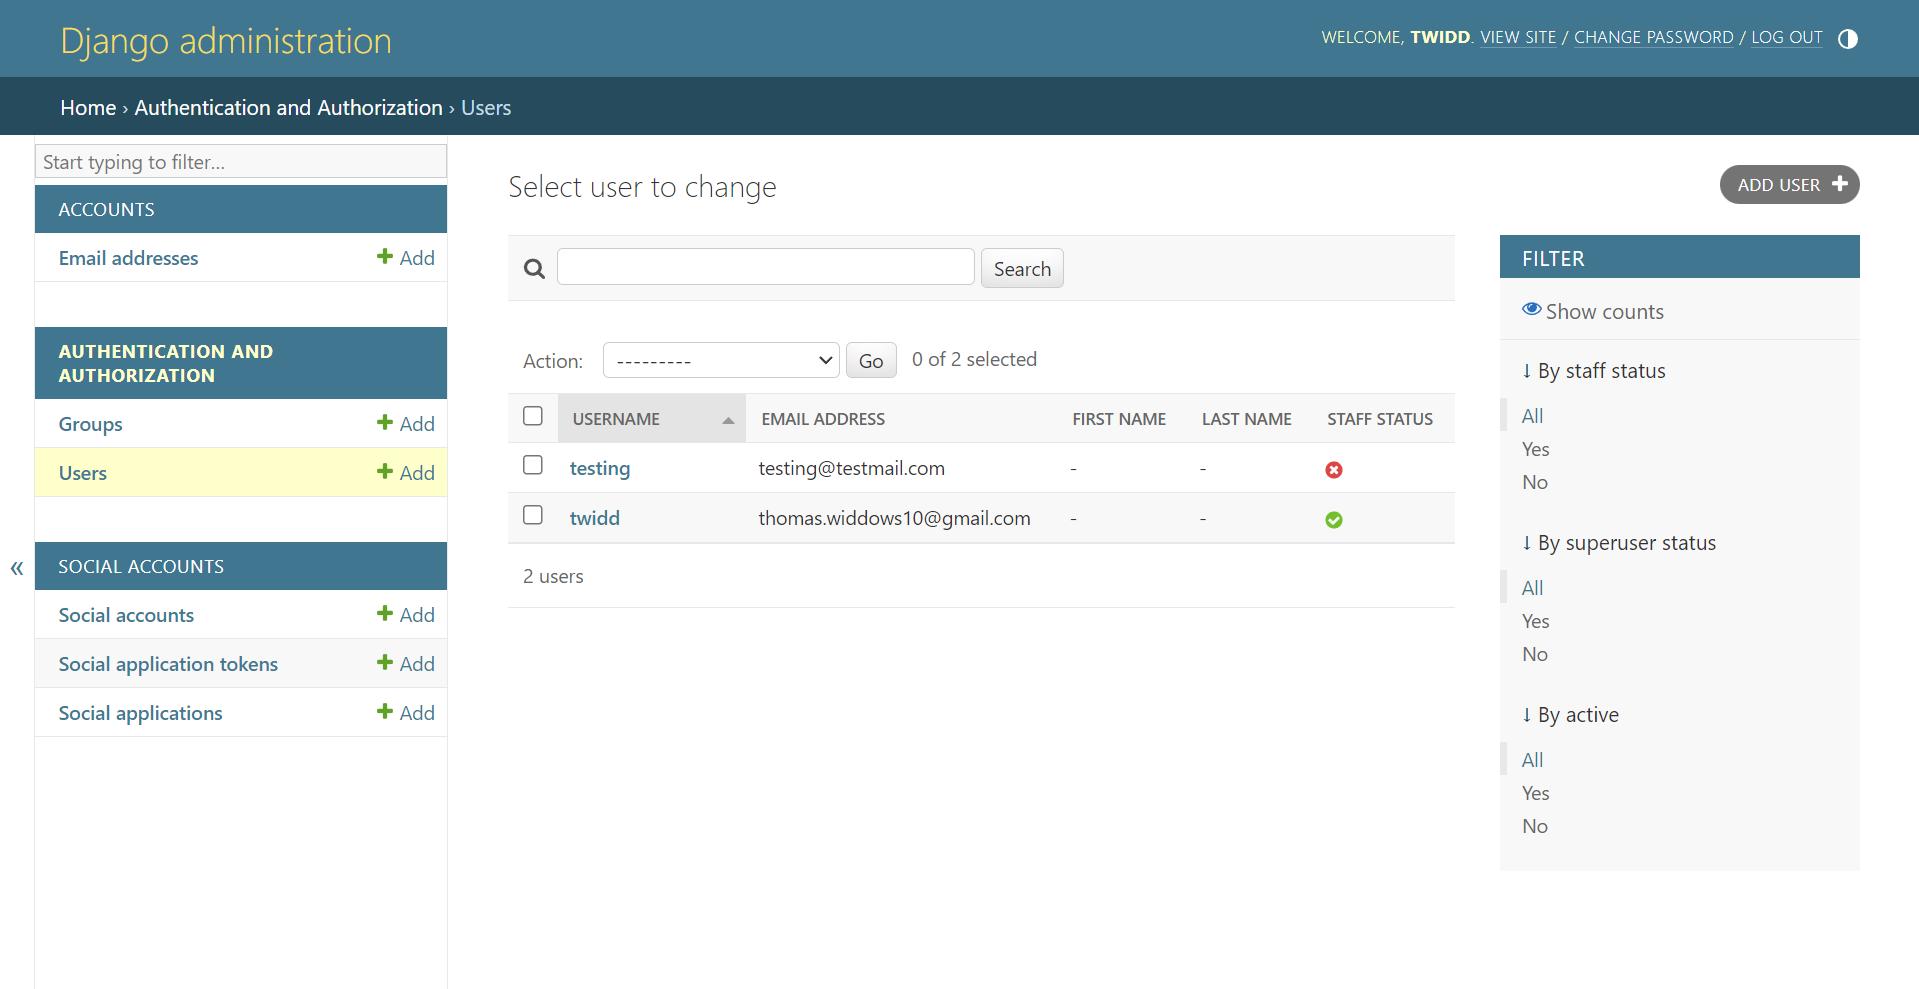 Django administration
WELCOME, TWIDD. VIEW SITE / CHANGE PASSWORD / LOG OUT
Home › Authentication and Authorization › Users
Start typing to filter...
ACCOUNTS
Email addresses
Add
AUTHENTICATION AND
AUTHORIZATION
Groups
Add
Users
Add
«
SOCIAL ACCOUNTS
Social accounts
Add
Social application tokens
Add
Social applications
Add
Select user to change
ADD USER
Search
Action: --------- Go 0 of 2 selected
USERNAME EMAIL ADDRESS FIRST NAME LAST NAME STAFF STATUS
testing testing@testmail.com - -
twidd thomas.widdows10@gmail.com - -
2 users
FILTER
Show counts
↓ By staff status
All
Yes
No
↓ By superuser status
All
Yes
No
↓ By active
All
Yes
No